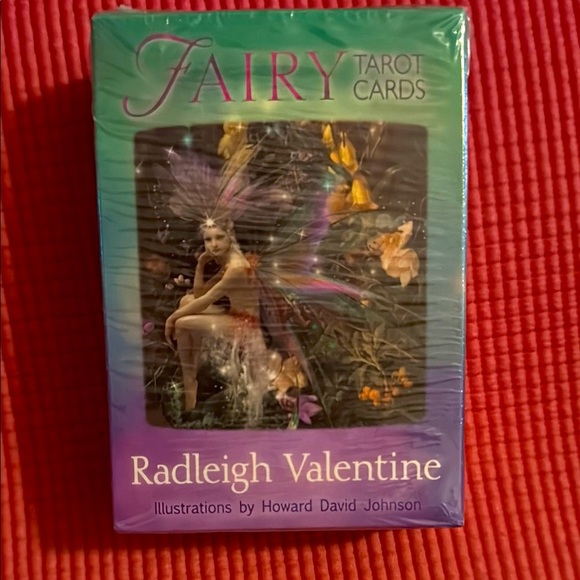 FAIRY TAROT
CARDS
Radleigh Valentine
Illustrations by Howard David Johnson